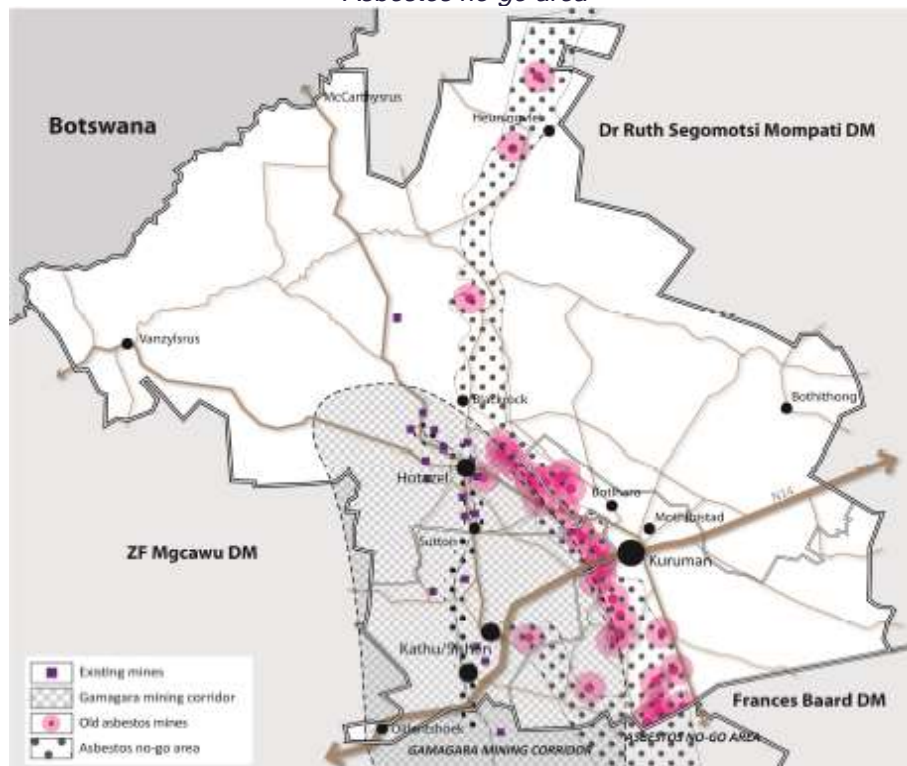 Asbestos no-go area
McCarthysrus
Botswana
Dr Ruth Segomotsi Mompati DM
Vanzylsrus
Blackrock
Bothithong
Hotazel
Botlharo
N14
Mothibistad
Sutton
ZF Mgcawu DM
Kuruman
Kathu/Sishen
Existing mines
Gamagara mining corridor
Old asbestos mines
Asbestos no-go area
Frances Baard DM
Olifantshoek
GAMAGARA MINING CORRIDOR
ASBESTOS NO-GO AREA